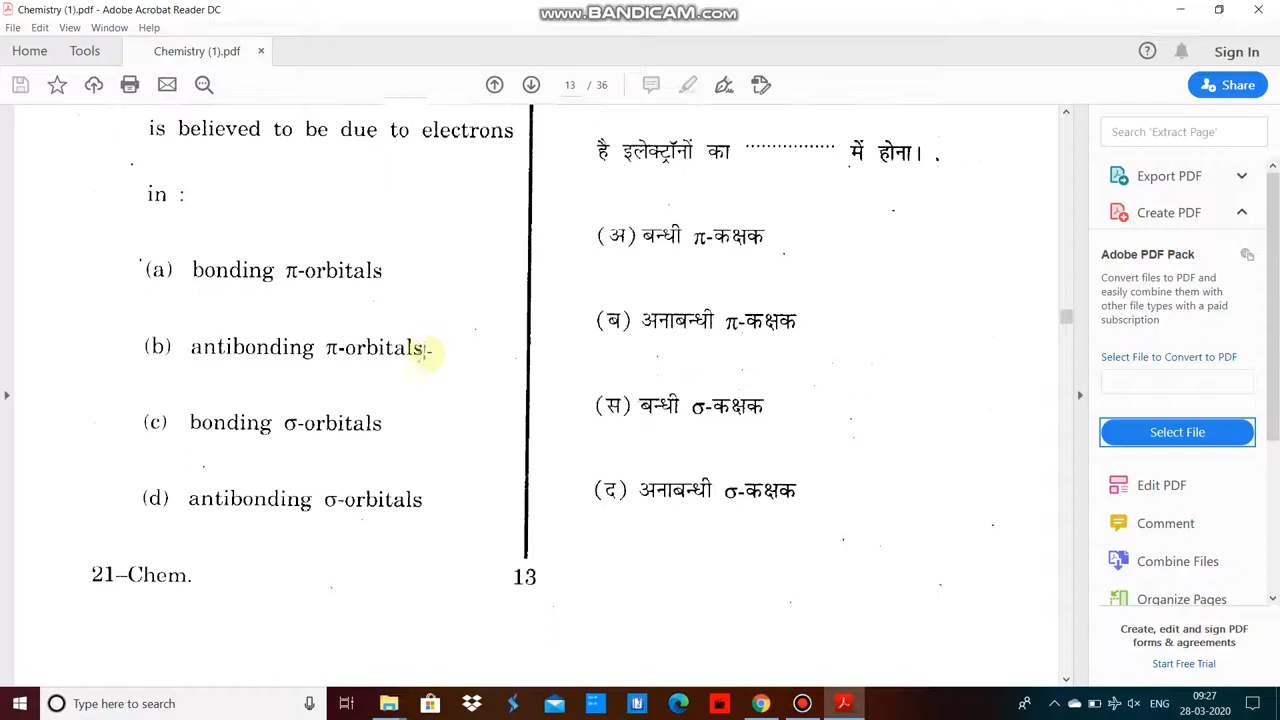 Chemistry (1).pdf - Adobe Acrobat Reader DC
www.BANDICAM.com
File Edit View Window Help
Home Tools Chemistry (1).pdf × Sign In
13 / 36
Share
is believed to be due to electrons
in :
(a) bonding π-orbitals
(b) antibonding π-orbitals
(c) bonding σ-orbitals
(d) antibonding σ-orbitals
21–Chem.
13
है इलेक्ट्रॉनों का ................ में होना।
(अ) बन्धी π-कक्षक
(ब) अनाबन्धी π-कक्षक
(स) बन्धी σ-कक्षक
(द) अनाबन्धी σ-कक्षक
Search 'Extract Page'
Export PDF
Create PDF
Adobe PDF Pack
Convert files to PDF and
easily combine them with
other file types with a paid
subscription.
Select File to Convert to PDF
Select File
Edit PDF
Comment
Combine Files
Organize Pages
Create, edit and sign PDF
forms & agreements
Start Free Trial
Type here to search
ENG
09:27
28-03-2020